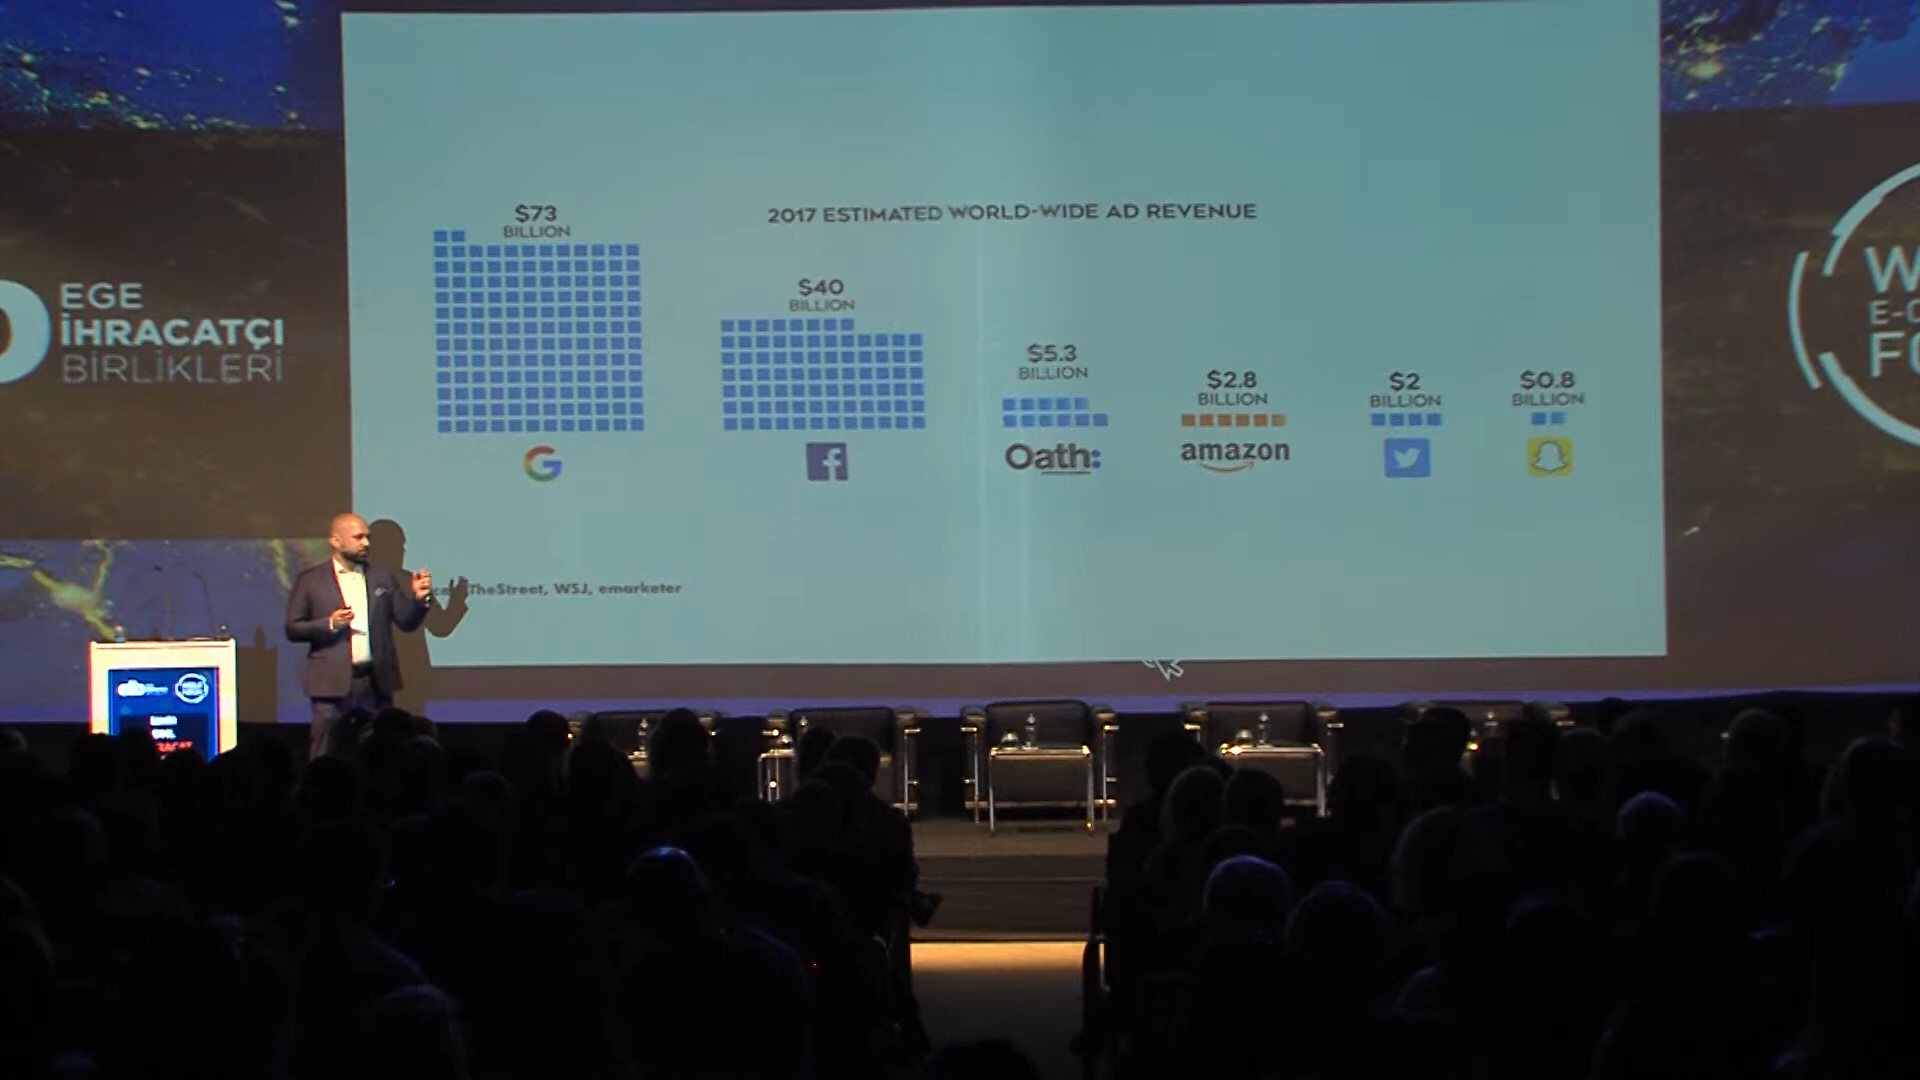 2017 ESTIMATED WORLD-WIDE AD REVENUE
$73
BILLION
$40
BILLION
$5.3
BILLION
$2.8
BILLION
$2
BILLION
$0.8
BILLION
Oath:
amazon
TheStreet, WSJ, emarketer
EGE
İHRACATÇI
BİRLİKLERİ